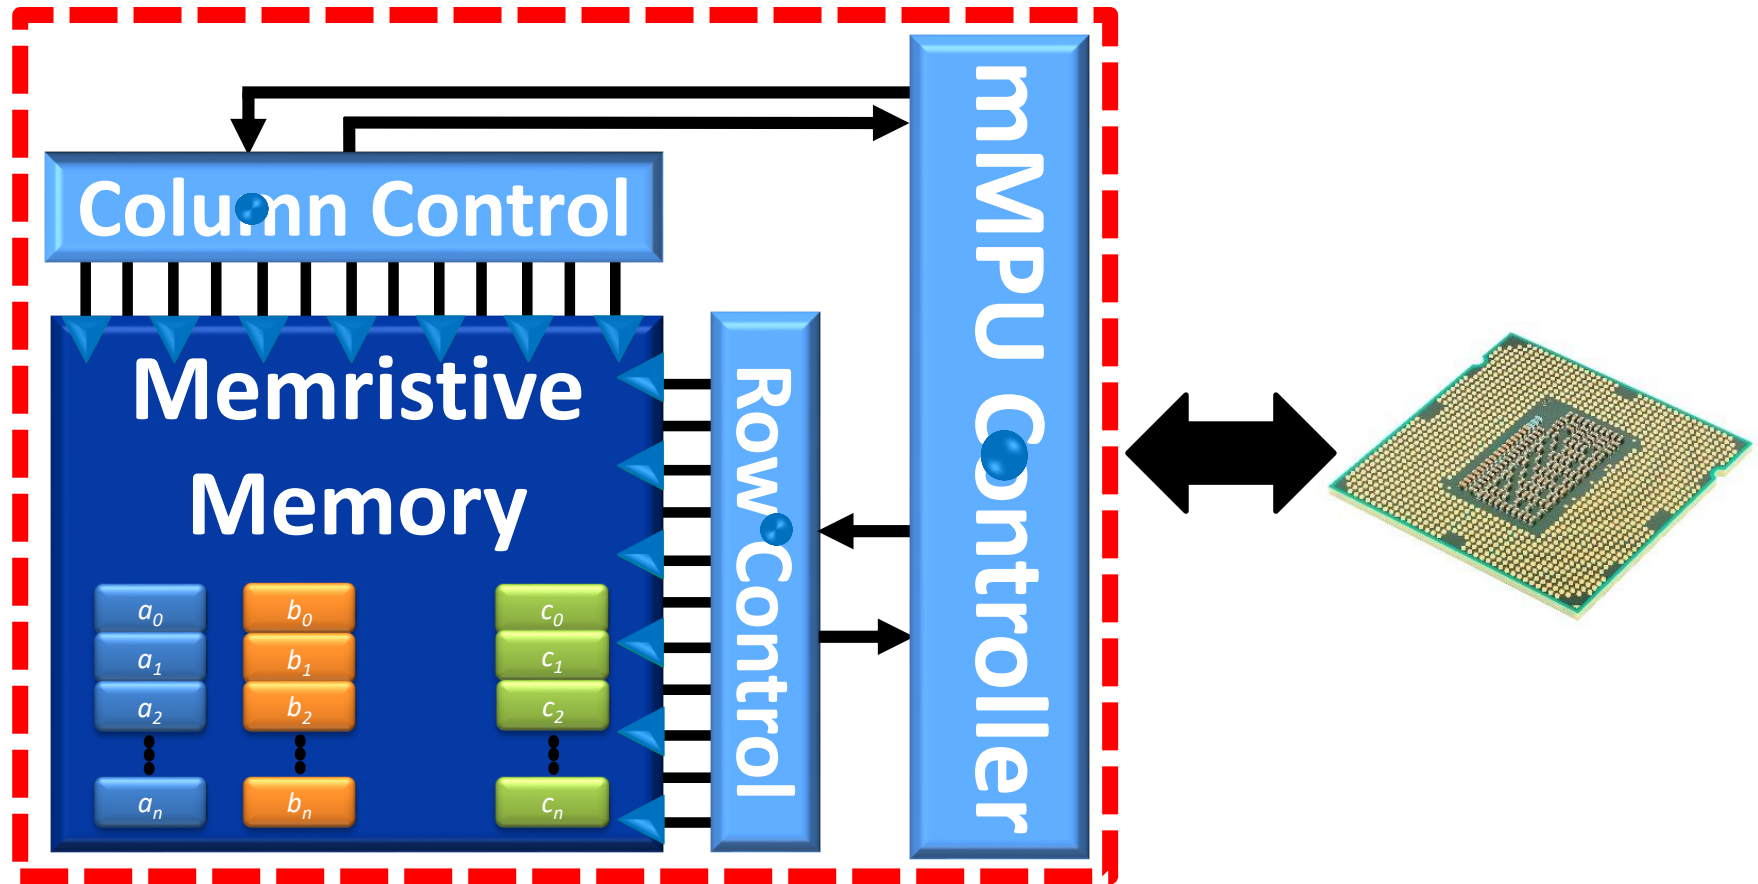 Column Control
mMPU Controller
Memristive
Memory
Row Control
a0 b0 c0
a1 b1 c1
a2 b2 c2
an bn cn